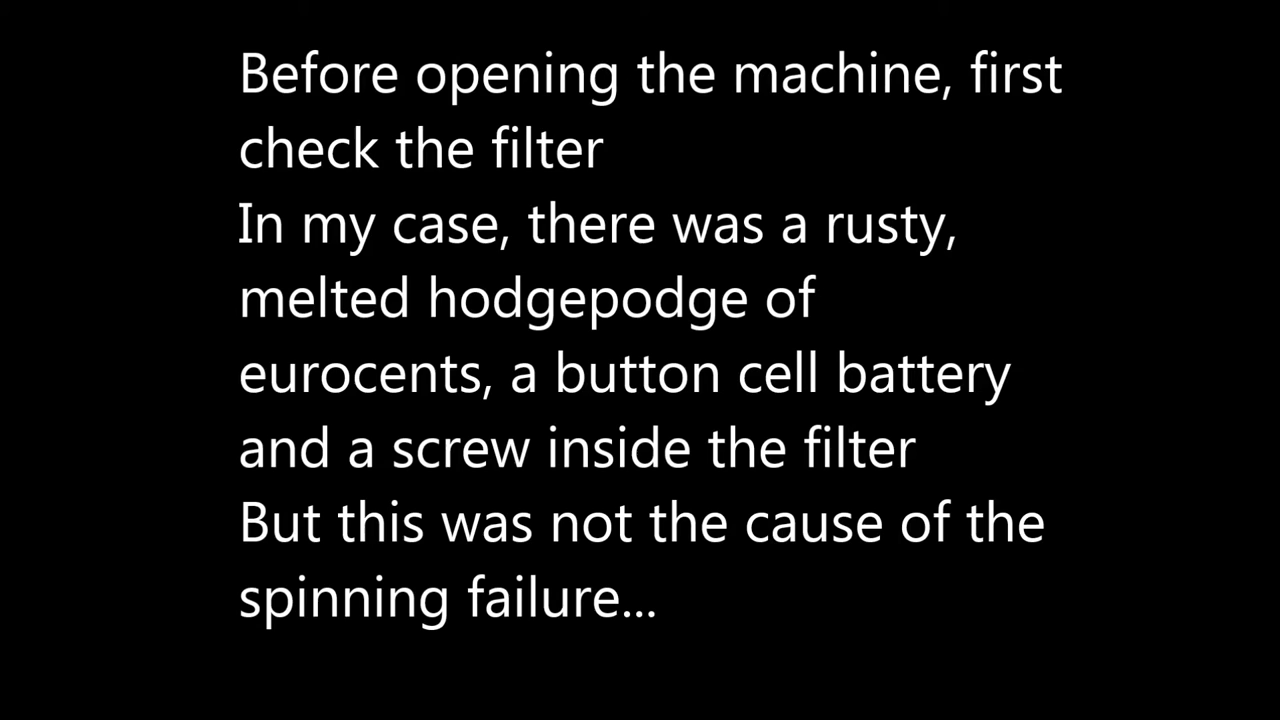 Before opening the machine, first
check the filter
In my case, there was a rusty,
melted hodgepodge of
eurocents, a button cell battery
and a screw inside the filter
But this was not the cause of the
spinning failure...